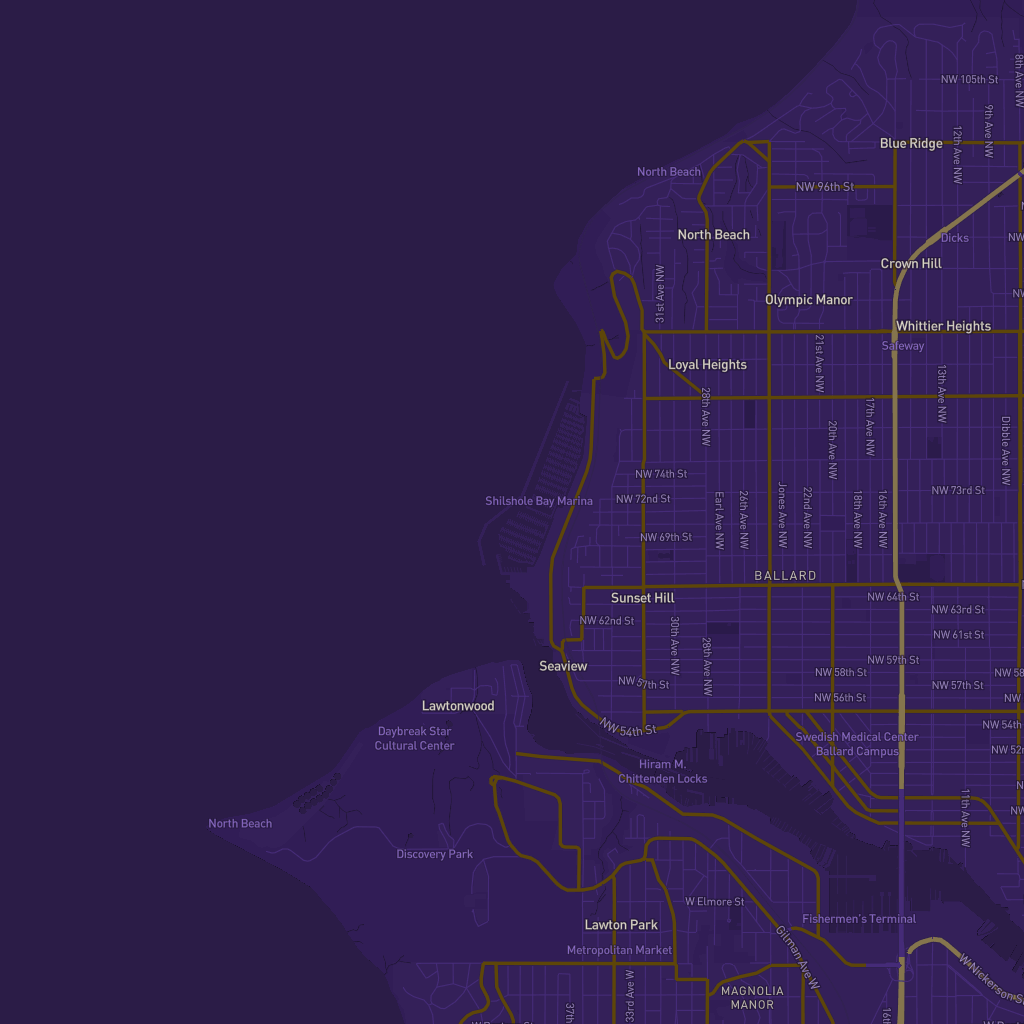 8th Ave NW
NW 105th St
9th Ave NW
12th Ave NW
Blue Ridge
North Beach
NW 96th St
North Beach
Dicks
NW
Crown Hill
31st Ave NW
Olympic Manor
NW
Whittier Heights
Safeway
21st Ave NW
Loyal Heights
13th Ave NW
28th Ave NW
17th Ave NW
20th Ave NW
Dibble Ave NW
NW 74th St
NW 73rd St
Shilshole Bay Marina
NW 72nd St
Earl Ave NW
26th Ave NW
Jones Ave NW
22nd Ave NW
18th Ave NW
16th Ave NW
NW 69th St
BALLARD
Sunset Hill
NW 64th St
NW 63rd St
NW 62nd St
NW 61st St
30th Ave NW
28th Ave NW
Seaview
NW 59th St
NW 58th St
NW 58
NW 57th St
NW 57th St
NW 56th St
NW
Lawtonwood
NW 54th St
NW 54th
Daybreak Star
Cultural Center
Swedish Medical Center
Ballard Campus
NW 52n
Hiram M.
Chittenden Locks
11th Ave NW
NW
North Beach
Discovery Park
W Elmore St
Fishermen's Terminal
Lawton Park
Metropolitan Market
Gilman Ave W
W Nickerson St
MAGNOLIA
MANOR
33rd Ave W
37th
16th